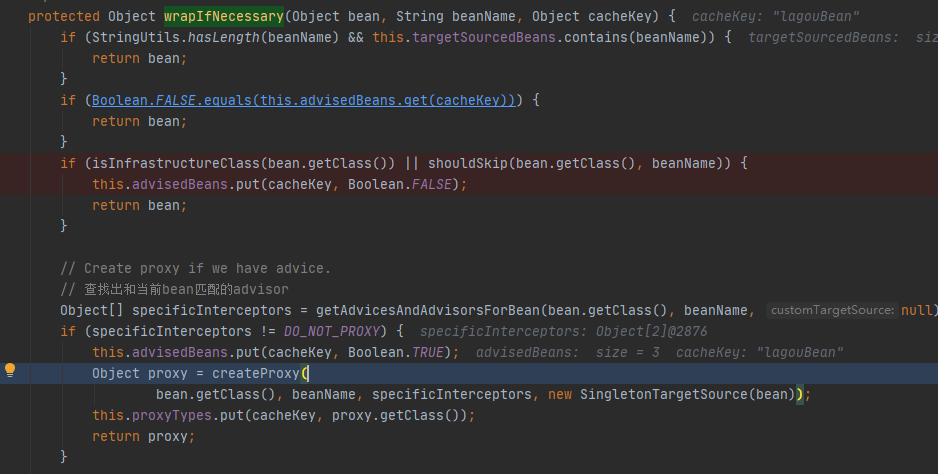 protected Object wrapIfNecessary(Object bean, String beanName, Object cacheKey) { cacheKey: "lagouBean"
if (StringUtils.hasLength(beanName) && this.targetSourcedBeans.contains(beanName)) { targetSourcedBeans: siz
return bean;
}
if (Boolean.FALSE.equals(this.advisedBeans.get(cacheKey))) {
return bean;
}
if (isInfrastructureClass(bean.getClass()) || shouldSkip(bean.getClass(), beanName)) {
this.advisedBeans.put(cacheKey, Boolean.FALSE);
return bean;
}
// Create proxy if we have advice.
// 查找出和当前bean匹配的advisor
Object[] specificInterceptors = getAdvicesAndAdvisorsForBean(bean.getClass(), beanName, customTargetSource: null)
if (specificInterceptors != DO_NOT_PROXY) { specificInterceptors: Object[2]@2876
this.advisedBeans.put(cacheKey, Boolean.TRUE); advisedBeans: size = 3 cacheKey: "lagouBean"
Object proxy = createProxy(
bean.getClass(), beanName, specificInterceptors, new SingletonTargetSource(bean));
this.proxyTypes.put(cacheKey, proxy.getClass());
return proxy;
}